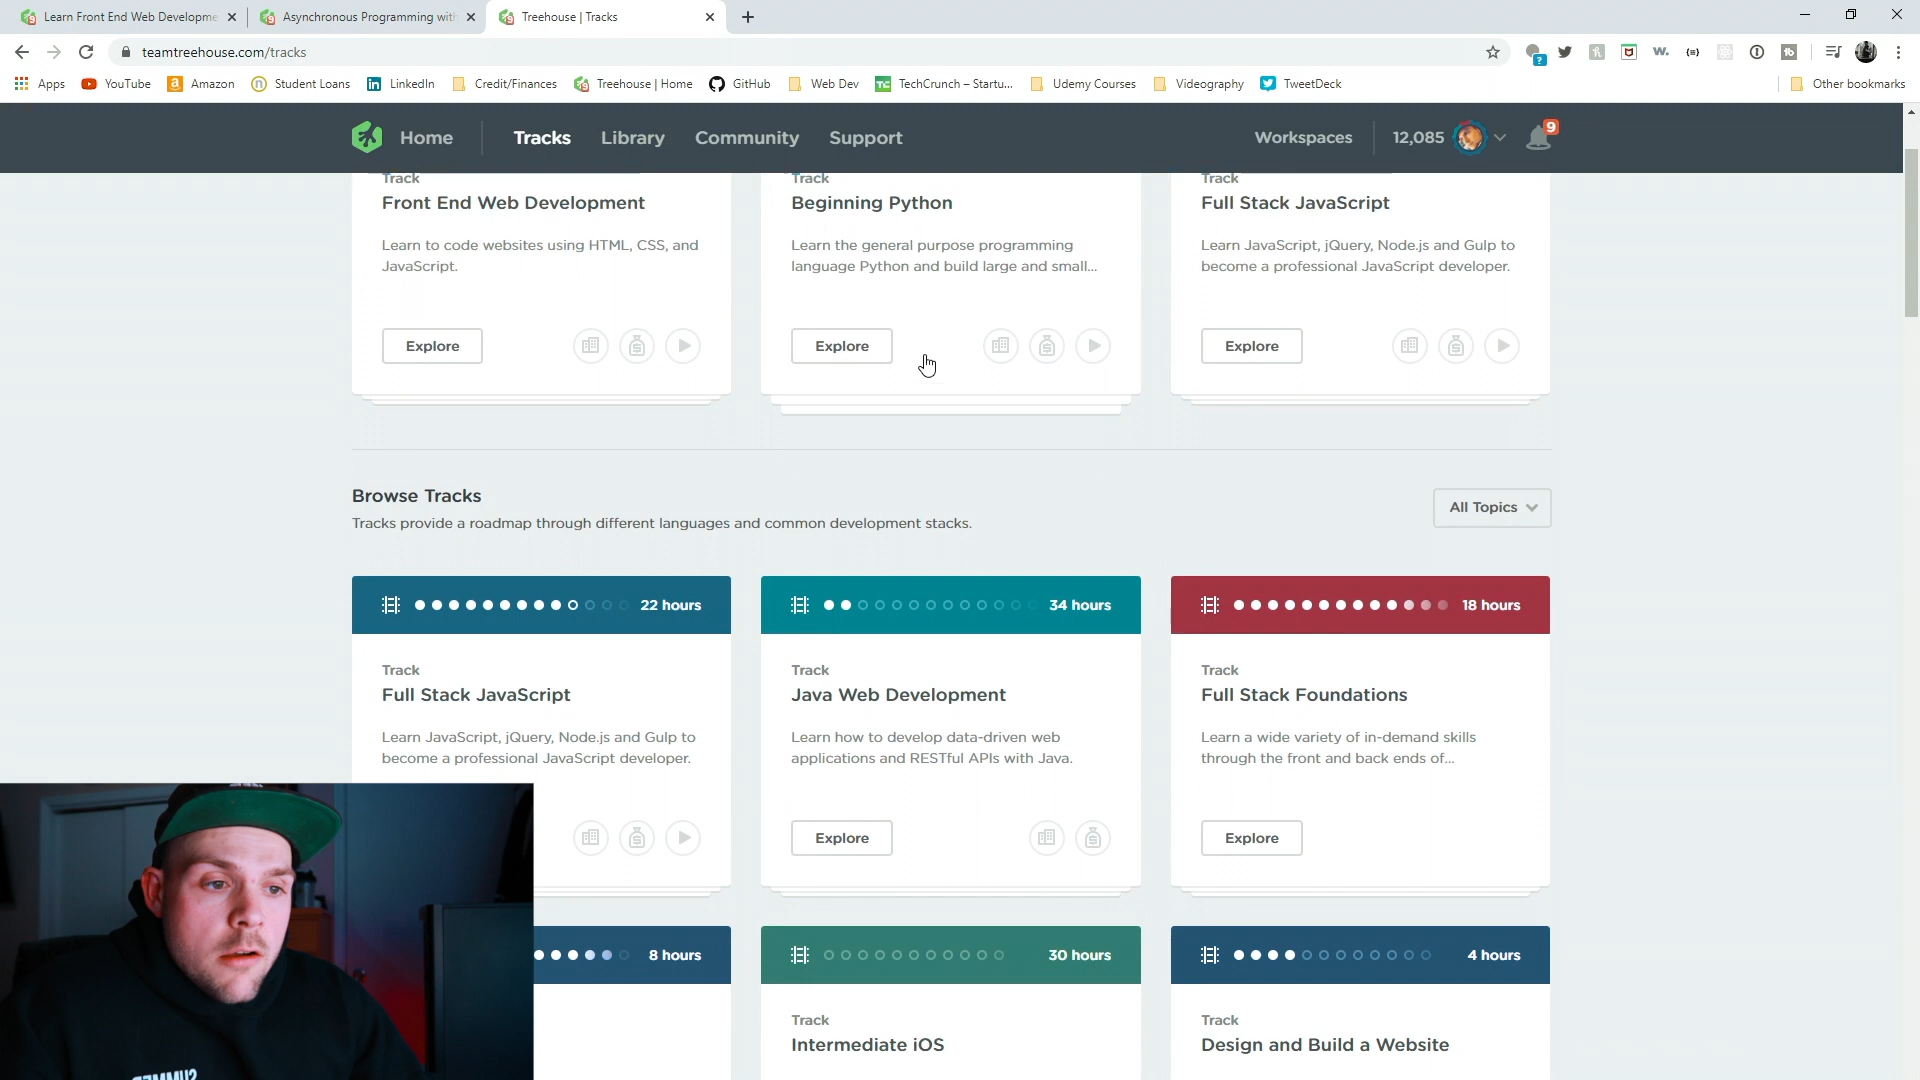 Learn Front End Web Developme
Asynchronous Programming with
Treehouse | Tracks
teamtreehouse.com/tracks
Apps
YouTube
Amazon
Student Loans
LinkedIn
Credit/Finances
Treehouse | Home
GitHub
Web Dev
TechCrunch – Startu...
Udemy Courses
Videography
TweetDeck
Other bookmarks
Home
Tracks
Library
Community
Support
Workspaces
12,085
9
Track
Front End Web Development
Learn to code websites using HTML, CSS, and
JavaScript.
Explore
Track
Beginning Python
Learn the general purpose programming
language Python and build large and small...
Explore
Track
Full Stack JavaScript
Learn JavaScript, jQuery, Node.js and Gulp to
become a professional JavaScript developer.
Explore
Browse Tracks
Tracks provide a roadmap through different languages and common development stacks.
All Topics
22 hours
Track
Full Stack JavaScript
Learn JavaScript, jQuery, Node.js and Gulp to
become a professional JavaScript developer.
34 hours
Track
Java Web Development
Learn how to develop data-driven web
applications and RESTful APIs with Java.
Explore
18 hours
Track
Full Stack Foundations
Learn a wide variety of in-demand skills
through the front and back ends of...
Explore
8 hours
30 hours
Track
Intermediate iOS
4 hours
Track
Design and Build a Website